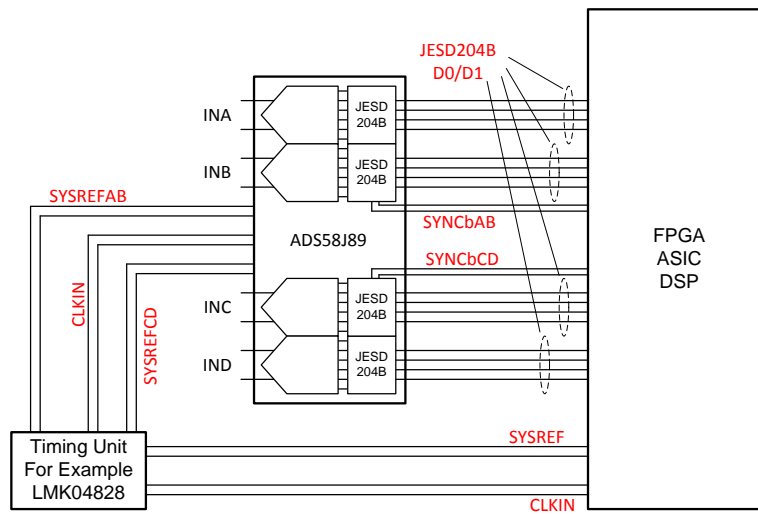 JESD204B
D0/D1
INA
JESD
204B
INB
JESD
204B
SYSREFAB
SYNCbAB
ADS58J89
FPGA
ASIC
DSP
SYNCbCD
CLKIN
SYSREFCD
INC
JESD
204B
IND
JESD
204B
Timing Unit
For Example
LMK04828
SYSREF
CLKIN